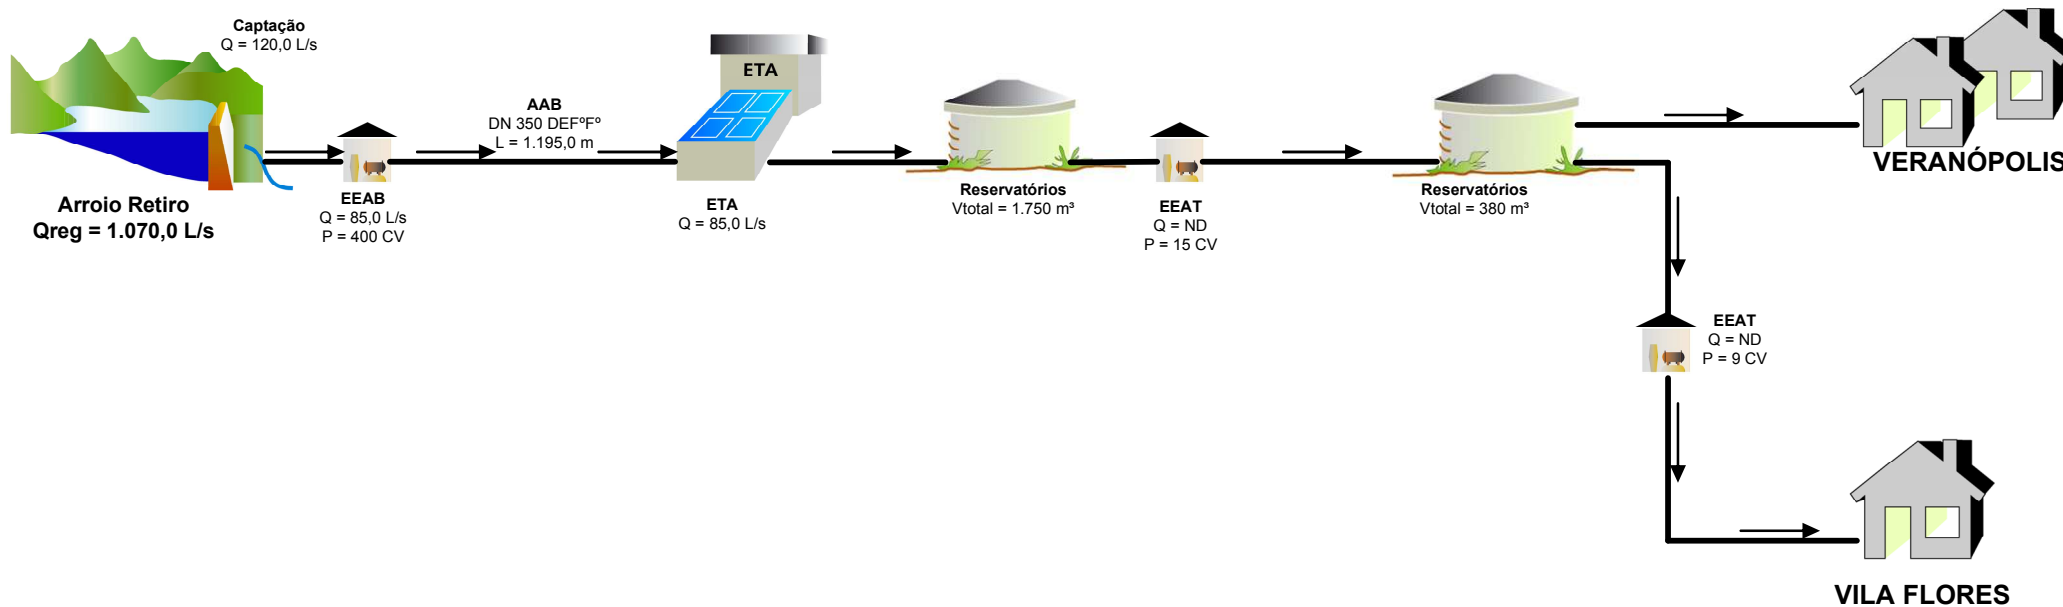 Captação
Q = 120,0 L/s
Arroio Retiro
Qreg = 1.070,0 L/s
EEAB
Q = 85,0 L/s
P = 400 CV
AAB
DN 350 DEFºFº
L = 1.195,0 m
ETA
ETA
Q = 85,0 L/s
Reservatórios
Vtotal = 1.750 m³
EEAT
Q = ND
P = 15 CV
Reservatórios
Vtotal = 380 m³
VERANÓPOLIS
EEAT
Q = ND
P = 9 CV
VILA FLORES